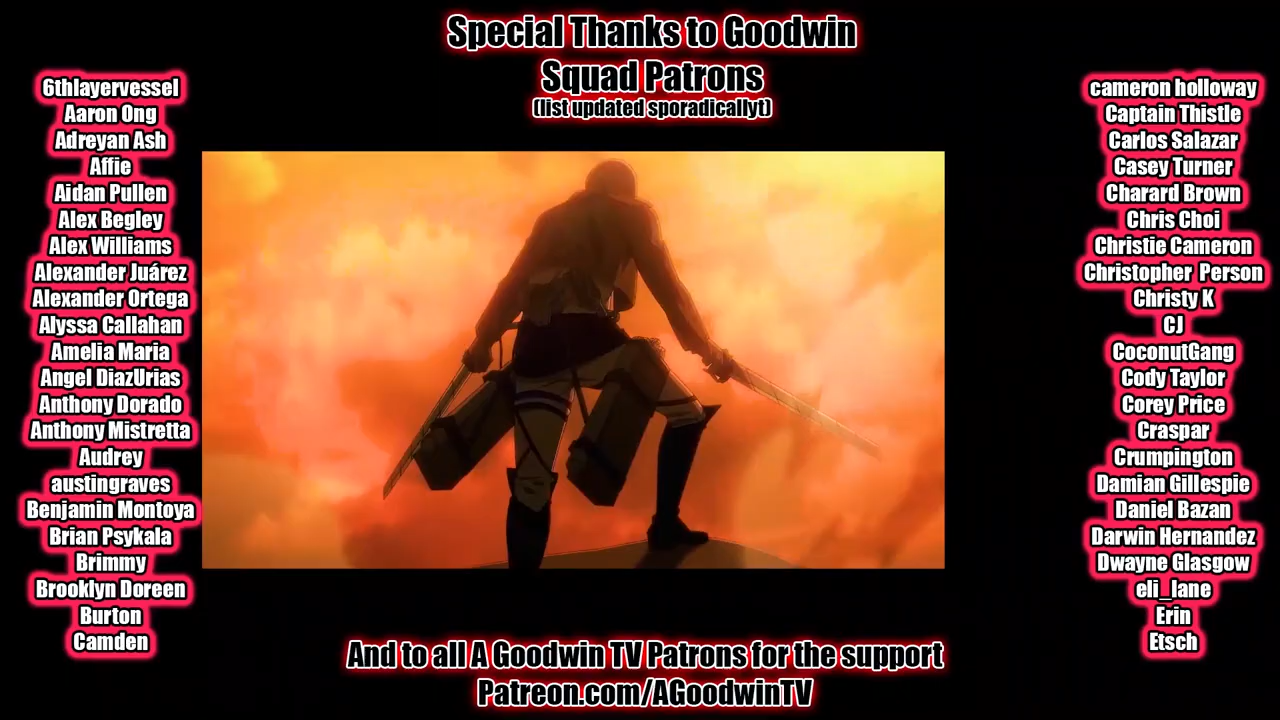 Special Thanks to Goodwin
Squad Patrons
(list updated sporadicallyt)
6thlayervessel
Aaron Ong
Adreyan Ash
Affie
Aidan Pullen
Alex Begley
Alex Williams
Alexander Juárez
Alexander Ortega
Alyssa Callahan
Amelia Maria
Angel DiazUrias
Anthony Dorado
Anthony Mistretta
Audrey
austingraves
Benjamin Montoya
Brian Psykala
Brimmy
Brooklyn Doreen
Burton
Camden
cameron holloway
Captain Thistle
Carlos Salazar
Casey Turner
Charard Brown
Chris Choi
Christie Cameron
Christopher Person
Christy K
CJ
CoconutGang
Cody Taylor
Corey Price
Craspar
Crumpington
Damian Gillespie
Daniel Bazan
Darwin Hernandez
Dwayne Glasgow
eli_lane
Erin
Etsch
And to all A Goodwin TV Patrons for the support
Patreon.com/AGoodwinTV